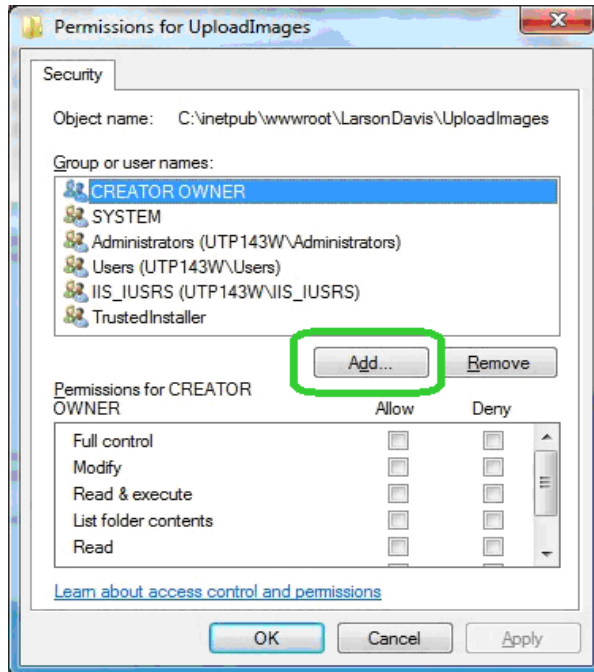 Permissions for UploadImages
Security
Object name: C:\inetpub\wwwroot\LarsonDavis\UploadImages
Group or user names:
CREATOR OWNER
SYSTEM
Administrators (UTP143W\Administrators)
Users (UTP143W\Users)
IIS_IUSRS (UTP143W\IIS_IUSRS)
TrustedInstaller
Add... Remove
Permissions for CREATOR
OWNER Allow Deny
Full control
Modify
Read & execute
List folder contents
Read
Learn about access control and permissions
OK Cancel Apply